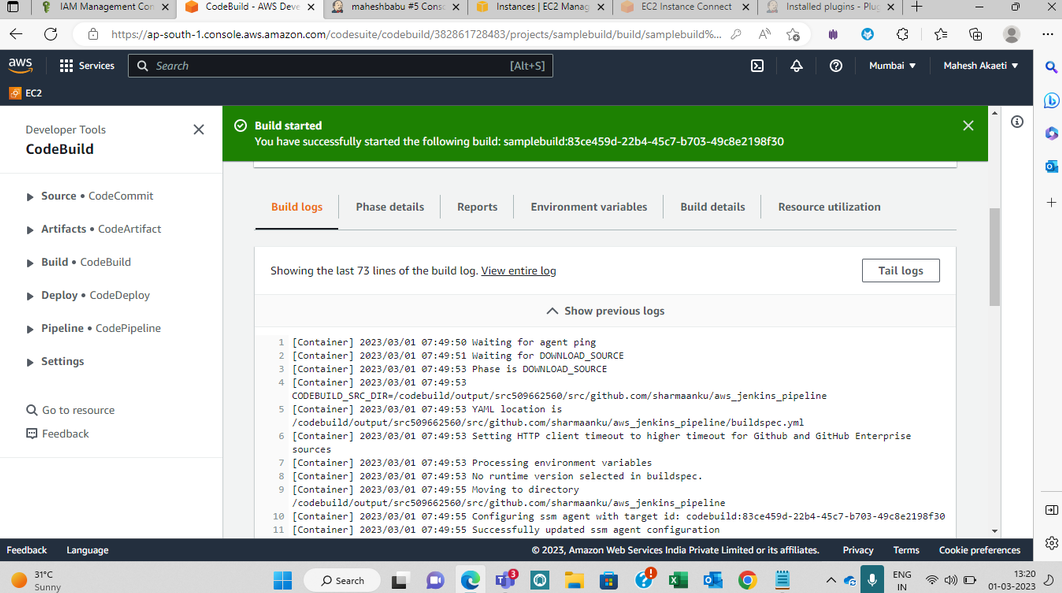 IAM Management Con
CodeBuild - AWS Deve
maheshbabu #5 Conso
Instances | EC2 Manag
EC2 Instance Connect
Installed plugins - Plug
https://ap-south-1.console.aws.amazon.com/codesuite/codebuild/382861728483/projects/samplebuild/build/samplebuild%...
aws
Services
Search
[Alt+S]
Mumbai
Mahesh Akaeti
EC2
Developer Tools
CodeBuild
Source • CodeCommit
Artifacts • CodeArtifact
Build • CodeBuild
Deploy • CodeDeploy
Pipeline • CodePipeline
Settings
Go to resource
Feedback
Build started
You have successfully started the following build: samplebuild:83ce459d-22b4-45c7-b703-49c8e2198f30
Build logs
Phase details
Reports
Environment variables
Build details
Resource utilization
Showing the last 73 lines of the build log. View entire log
Tail logs
Show previous logs
1 [Container] 2023/03/01 07:49:50 Waiting for agent ping
2 [Container] 2023/03/01 07:49:51 Waiting for DOWNLOAD_SOURCE
3 [Container] 2023/03/01 07:49:53 Phase is DOWNLOAD_SOURCE
4 [Container] 2023/03/01 07:49:53
CODEBUILD_SRC_DIR=/codebuild/output/src509662560/src/github.com/sharmaanku/aws_jenkins_pipeline
5 [Container] 2023/03/01 07:49:53 YAML location is
/codebuild/output/src509662560/src/github.com/sharmaanku/aws_jenkins_pipeline/buildspec.yml
6 [Container] 2023/03/01 07:49:53 Setting HTTP client timeout to higher timeout for Github and GitHub Enterprise
sources
7 [Container] 2023/03/01 07:49:53 Processing environment variables
8 [Container] 2023/03/01 07:49:53 No runtime version selected in buildspec.
9 [Container] 2023/03/01 07:49:55 Moving to directory
/codebuild/output/src509662560/src/github.com/sharmaanku/aws_jenkins_pipeline
10 [Container] 2023/03/01 07:49:55 Configuring ssm agent with target id: codebuild:83ce459d-22b4-45c7-b703-49c8e2198f30
11 [Container] 2023/03/01 07:49:55 Successfully updated ssm agent configuration
Feedback
Language
© 2023, Amazon Web Services India Private Limited or its affiliates.
Privacy
Terms
Cookie preferences
31°C
Sunny
Search
3
ENG
IN
13:20
01-03-2023